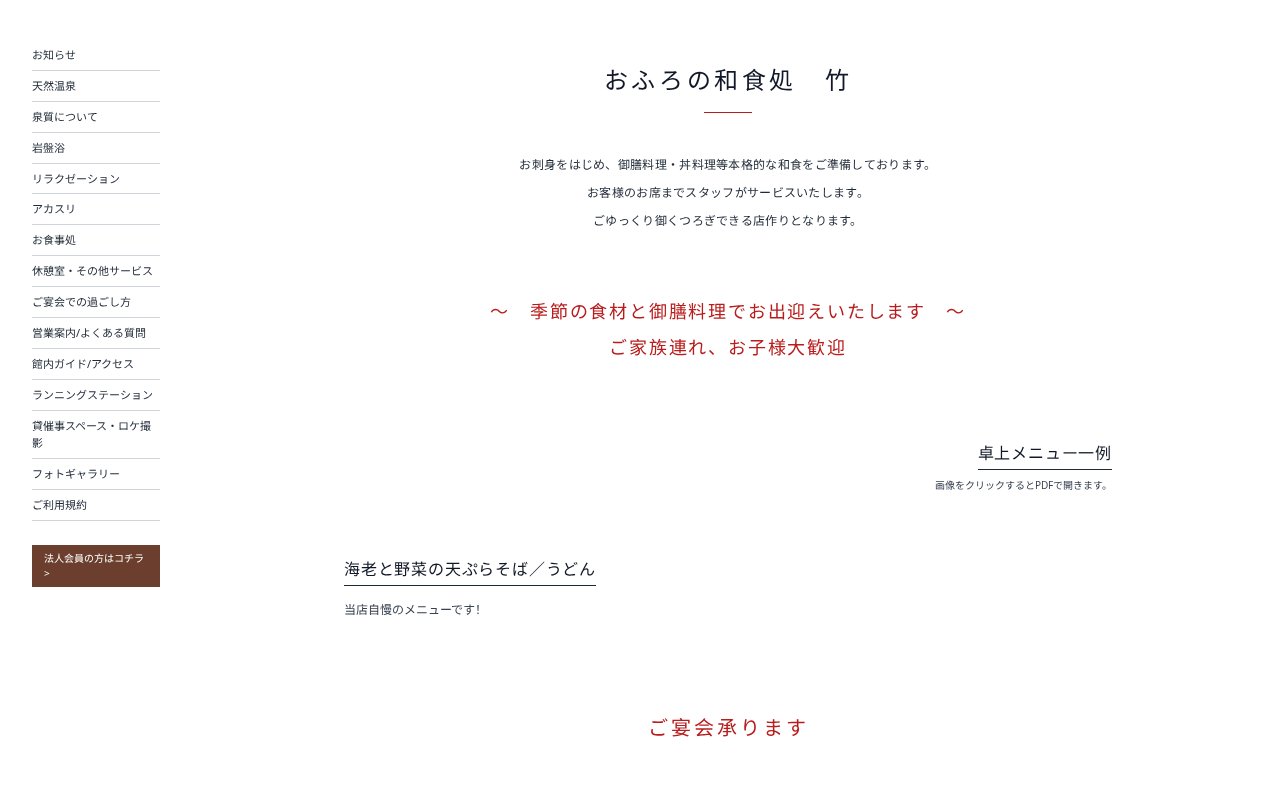 お知らせ
天然温泉
泉質について
岩盤浴
リラクゼーション
アカスリ
お食事処
休憩室・その他サービス
ご宴会での過ごし方
営業案内/よくある質問
館内ガイド/アクセス
ランニングステーション
貸催事スペース・ロケ撮
影
フォトギャラリー
ご利用規約
法人会員の方はコチラ
>
おふろの和食処　竹
お刺身をはじめ、御膳料理・丼料理等本格的な和食をご準備しております。
お客様のお席までスタッフがサービスいたします。
ごゆっくり御くつろぎできる店作りとなります。
～　季節の食材と御膳料理でお出迎えいたします　～
ご家族連れ、お子様大歓迎
卓上メニュー一例
画像をクリックするとPDFで開きます。
海老と野菜の天ぷらそば／うどん
当店自慢のメニューです！
ご宴会承ります